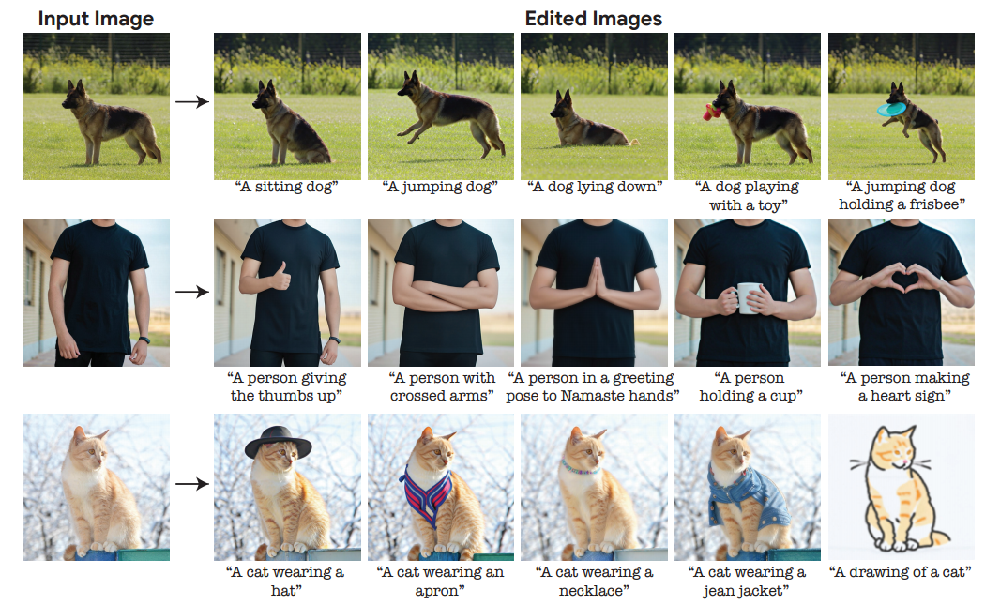 Input Image
Edited Images
“A sitting dog”
“A jumping dog”
“A dog lying down”
“A dog playing
with a toy”
“A jumping dog
holding a frisbee”
“A person giving
the thumbs up”
“A person with
crossed arms”
“A person in a greeting
pose to Namaste hands”
“A person
holding a cup”
“A person making
a heart sign”
“A cat wearing a
hat”
“A cat wearing an
apron”
“A cat wearing a
necklace”
“A cat wearing a
jean jacket”
“A drawing of a cat”